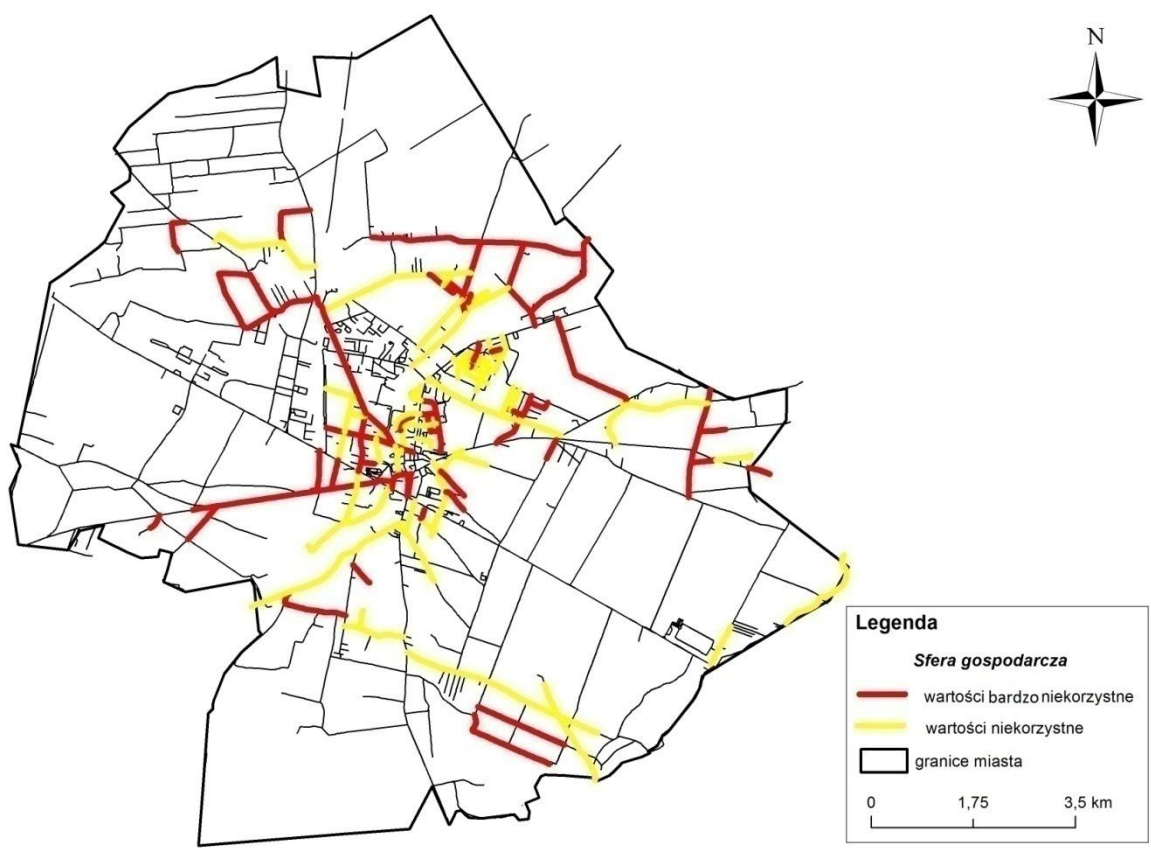 N
Legenda
Sfera gospodarcza
wartości bardzo niekorzystne
wartości niekorzystne
granice miasta
0 1,75 3,5 km